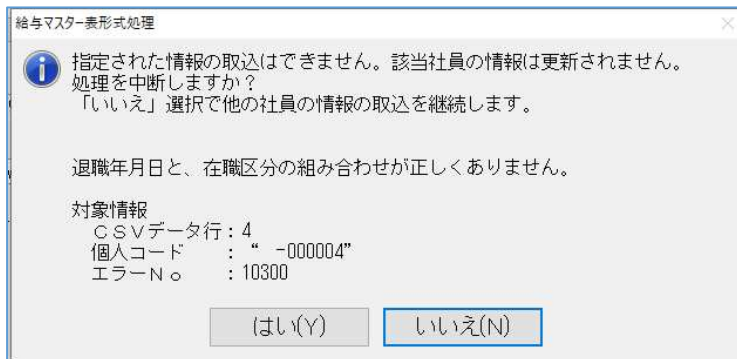 給与マスター表形式処理
指定された情報の取込はできません。該当社員の情報は更新されません。
処理を中断しますか？
「いいえ」選択で他の社員の情報の取込を継続します。
退職年月日と、在職区分の組み合わせが正しくありません。
対象情報
ＣＳＶデータ行：4
個人コード　：“　-000004”
エラーＮｏ　：10300
はい(Y)
いいえ(N)